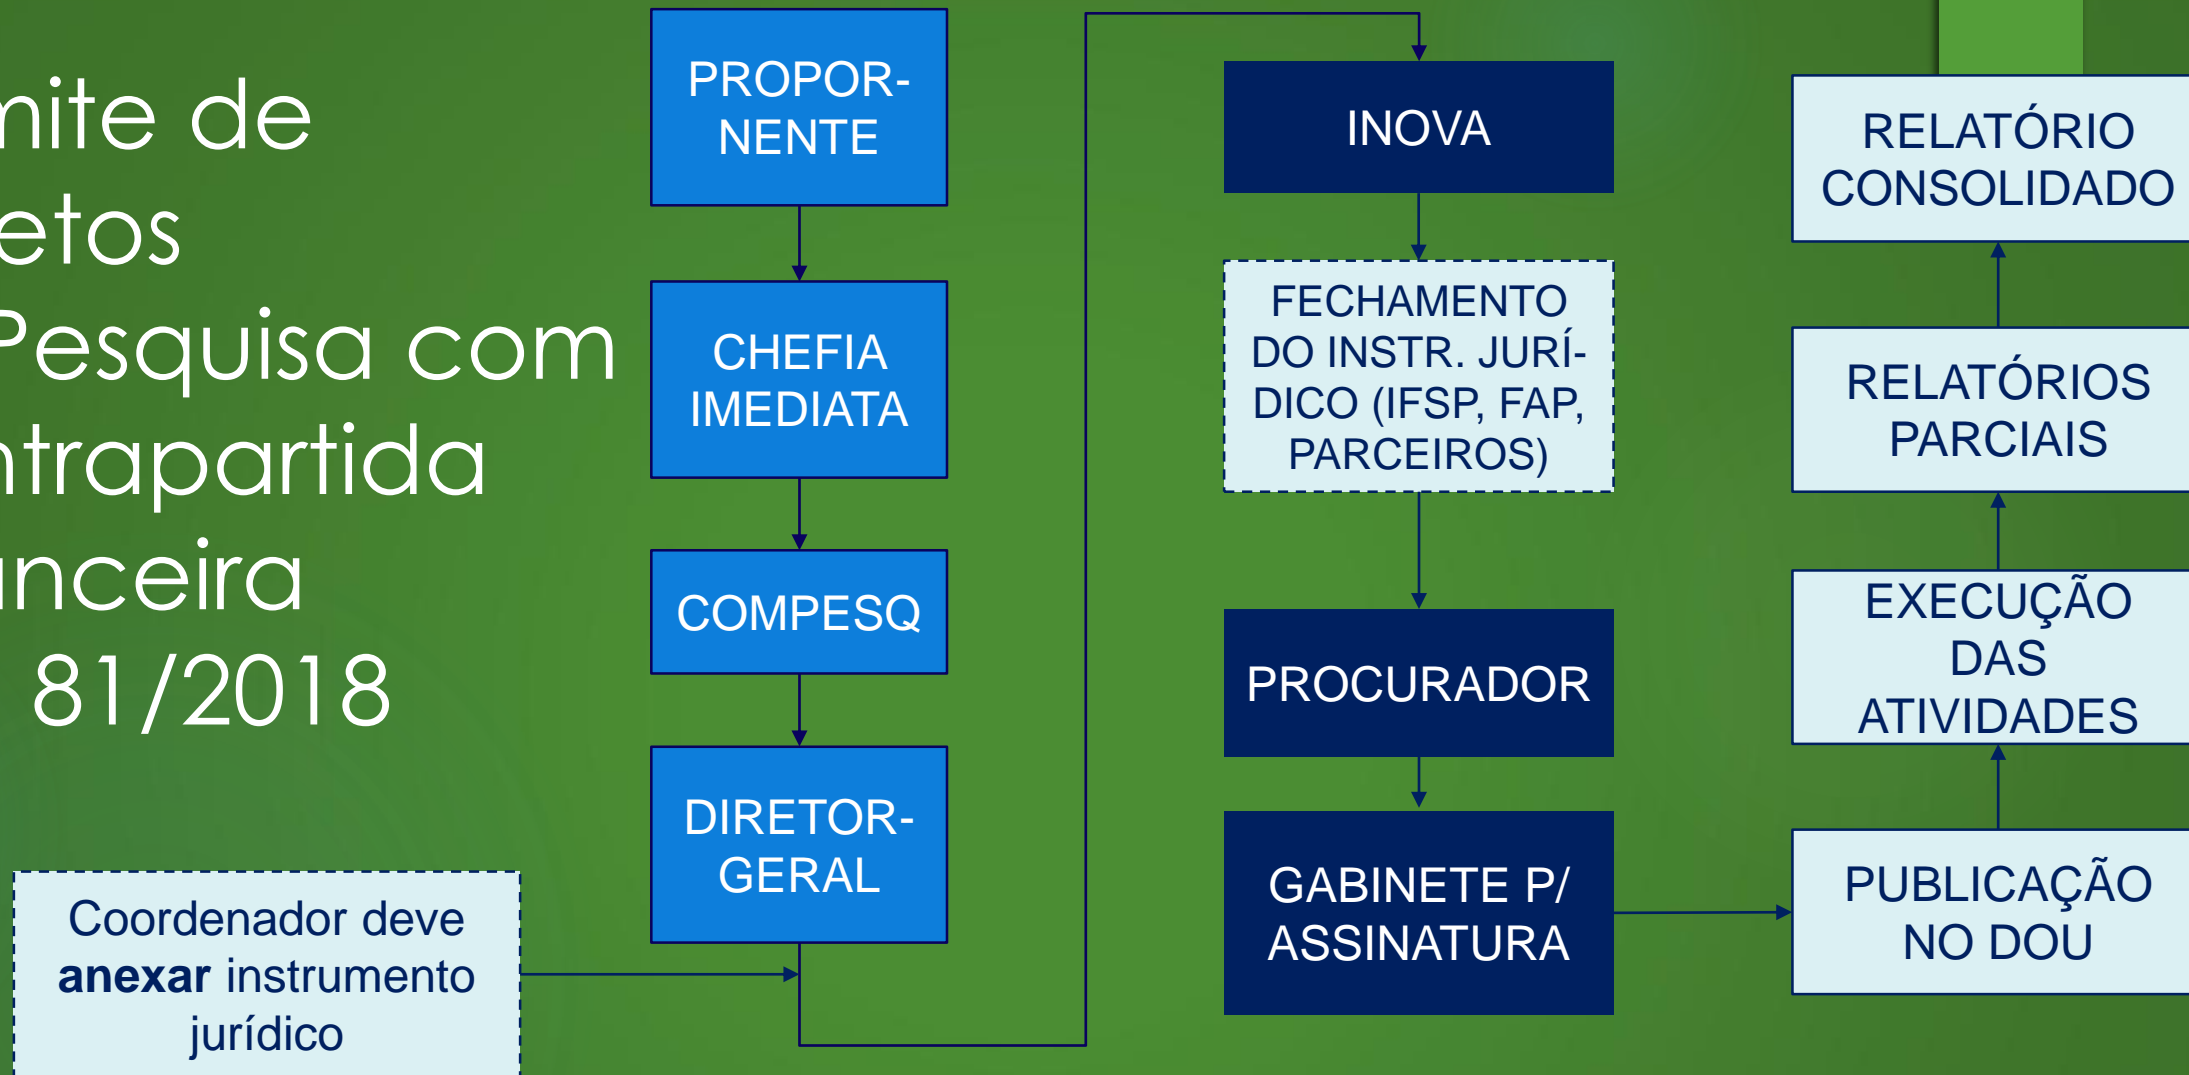 mite de
etos
Pesquisa com
ntrapartida
anceira
81/2018
PROPOR-
NENTE
CHEFIA
IMEDIATA
COMPESQ
DIRETOR-
GERAL
Coordenador deve
anexar instrumento
jurídico
INOVA
FECHAMENTO
DO INSTR. JURÍ-
DICO (IFSP, FAP,
PARCEIROS)
PROCURADOR
GABINETE P/
ASSINATURA
RELATÓRIO
CONSOLIDADO
RELATÓRIOS
PARCIAIS
EXECUÇÃO
DAS
ATIVIDADES
PUBLICAÇÃO
NO DOU